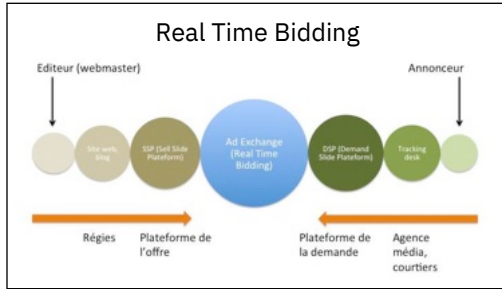 Real Time Bidding
Editeur (webmaster)
Annonceur
Site web,
blog
SSP (Sell Slide
Plateform)
Ad Exchange
(Real Time
Bidding)
DSP (Demand
Slide Plateform)
Tracking
desk
Régies
Plateforme de
l'offre
Plateforme de
la demande
Agence
média,
courtiers